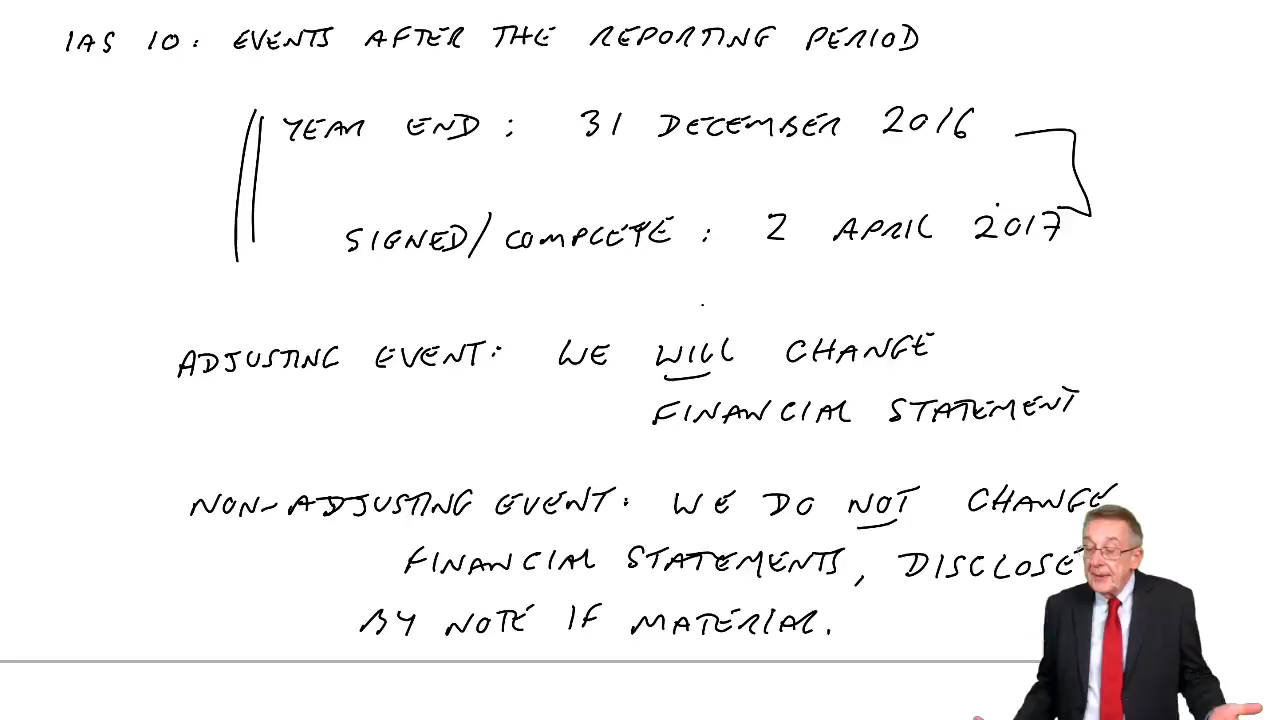 IAS 10: EVENTS AFTER THE REPORTING PERIOD
YEAR END: 31 DECEMBER 2016
SIGNED/COMPLETE: 2 APRIL 2017
ADJUSTING EVENT: WE WILL CHANGE
FINANCIAL STATEMENT
NON-ADJUSTING EVENT: WE DO NOT CHANGE
FINANCIAL STATEMENTS, DISCLOSE
BY NOTE IF MATERIAL.